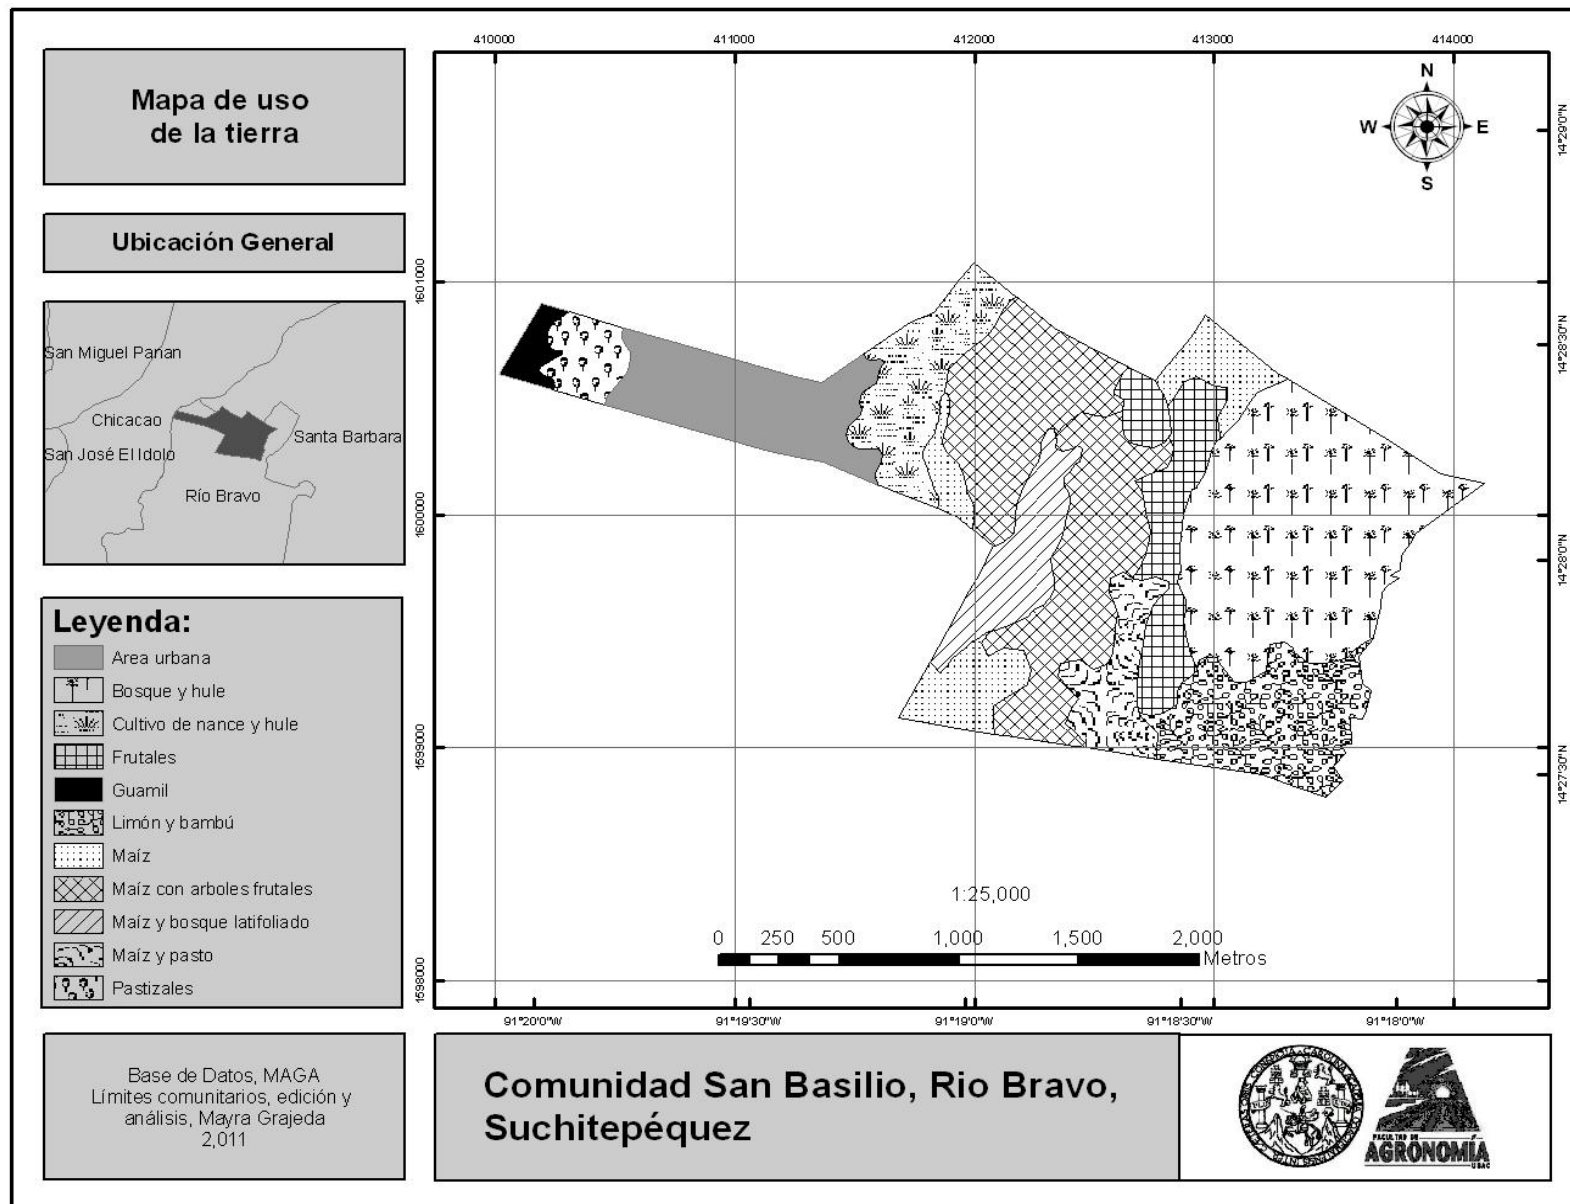 Mapa de uso
de la tierra
Ubicación General
San Miguel Panan
Chicacao
San José El Idolo
Santa Barbara
Río Bravo
Leyenda:
Area urbana
Bosque y hule
Cultivo de nance y hule
Frutales
Guamil
Limón y bambú
Maíz
Maíz con arboles frutales
Maíz y bosque latifoliado
Maíz y pasto
Pastizales
Base de Datos, MAGA
Límites comunitarios, edición y
análisis, Mayra Grajeda
2,011
410000 411000 412000 413000 414000
N
W E
S
1601000
1600000
1599000
1598000
14°29'0"N
14°28'30"N
14°28'0"N
14°27'30"N
1:25,000
0 250 500 1,000 1,500 2,000
Metros
91°20'0"W 91°19'30"W 91°19'0"W 91°18'30"W 91°18'0"W
Comunidad San Basilio, Rio Bravo,
Suchitepéquez
FACULTAD DE
AGRONOMÍA
USAC